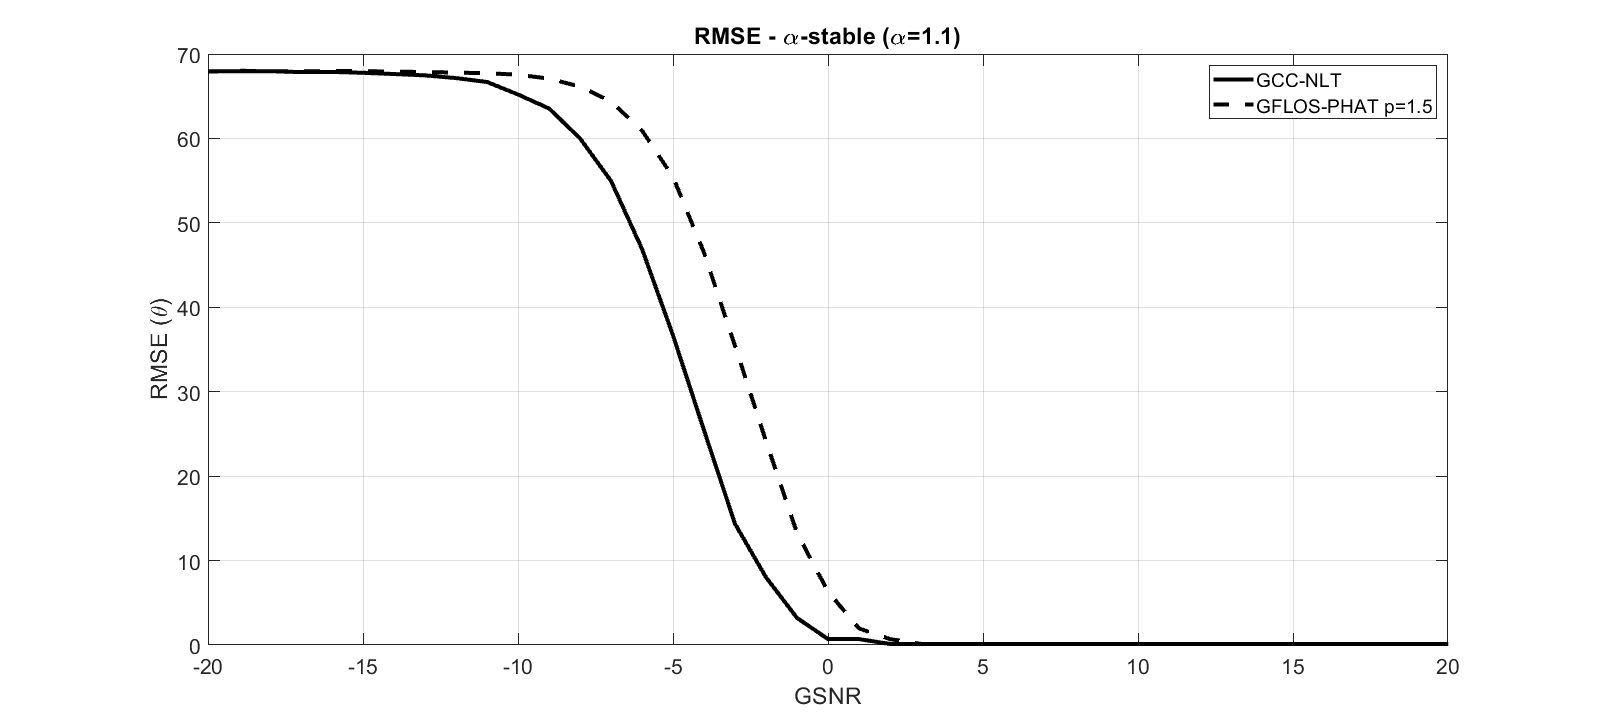 RMSE - α-stable (α=1.1)
GCC-NLT
GFLOS-PHAT p=1.5
RMSE (θ)
70
60
50
40
30
20
10
0
-20 -15 -10 -5 0 5 10 15 20
GSNR